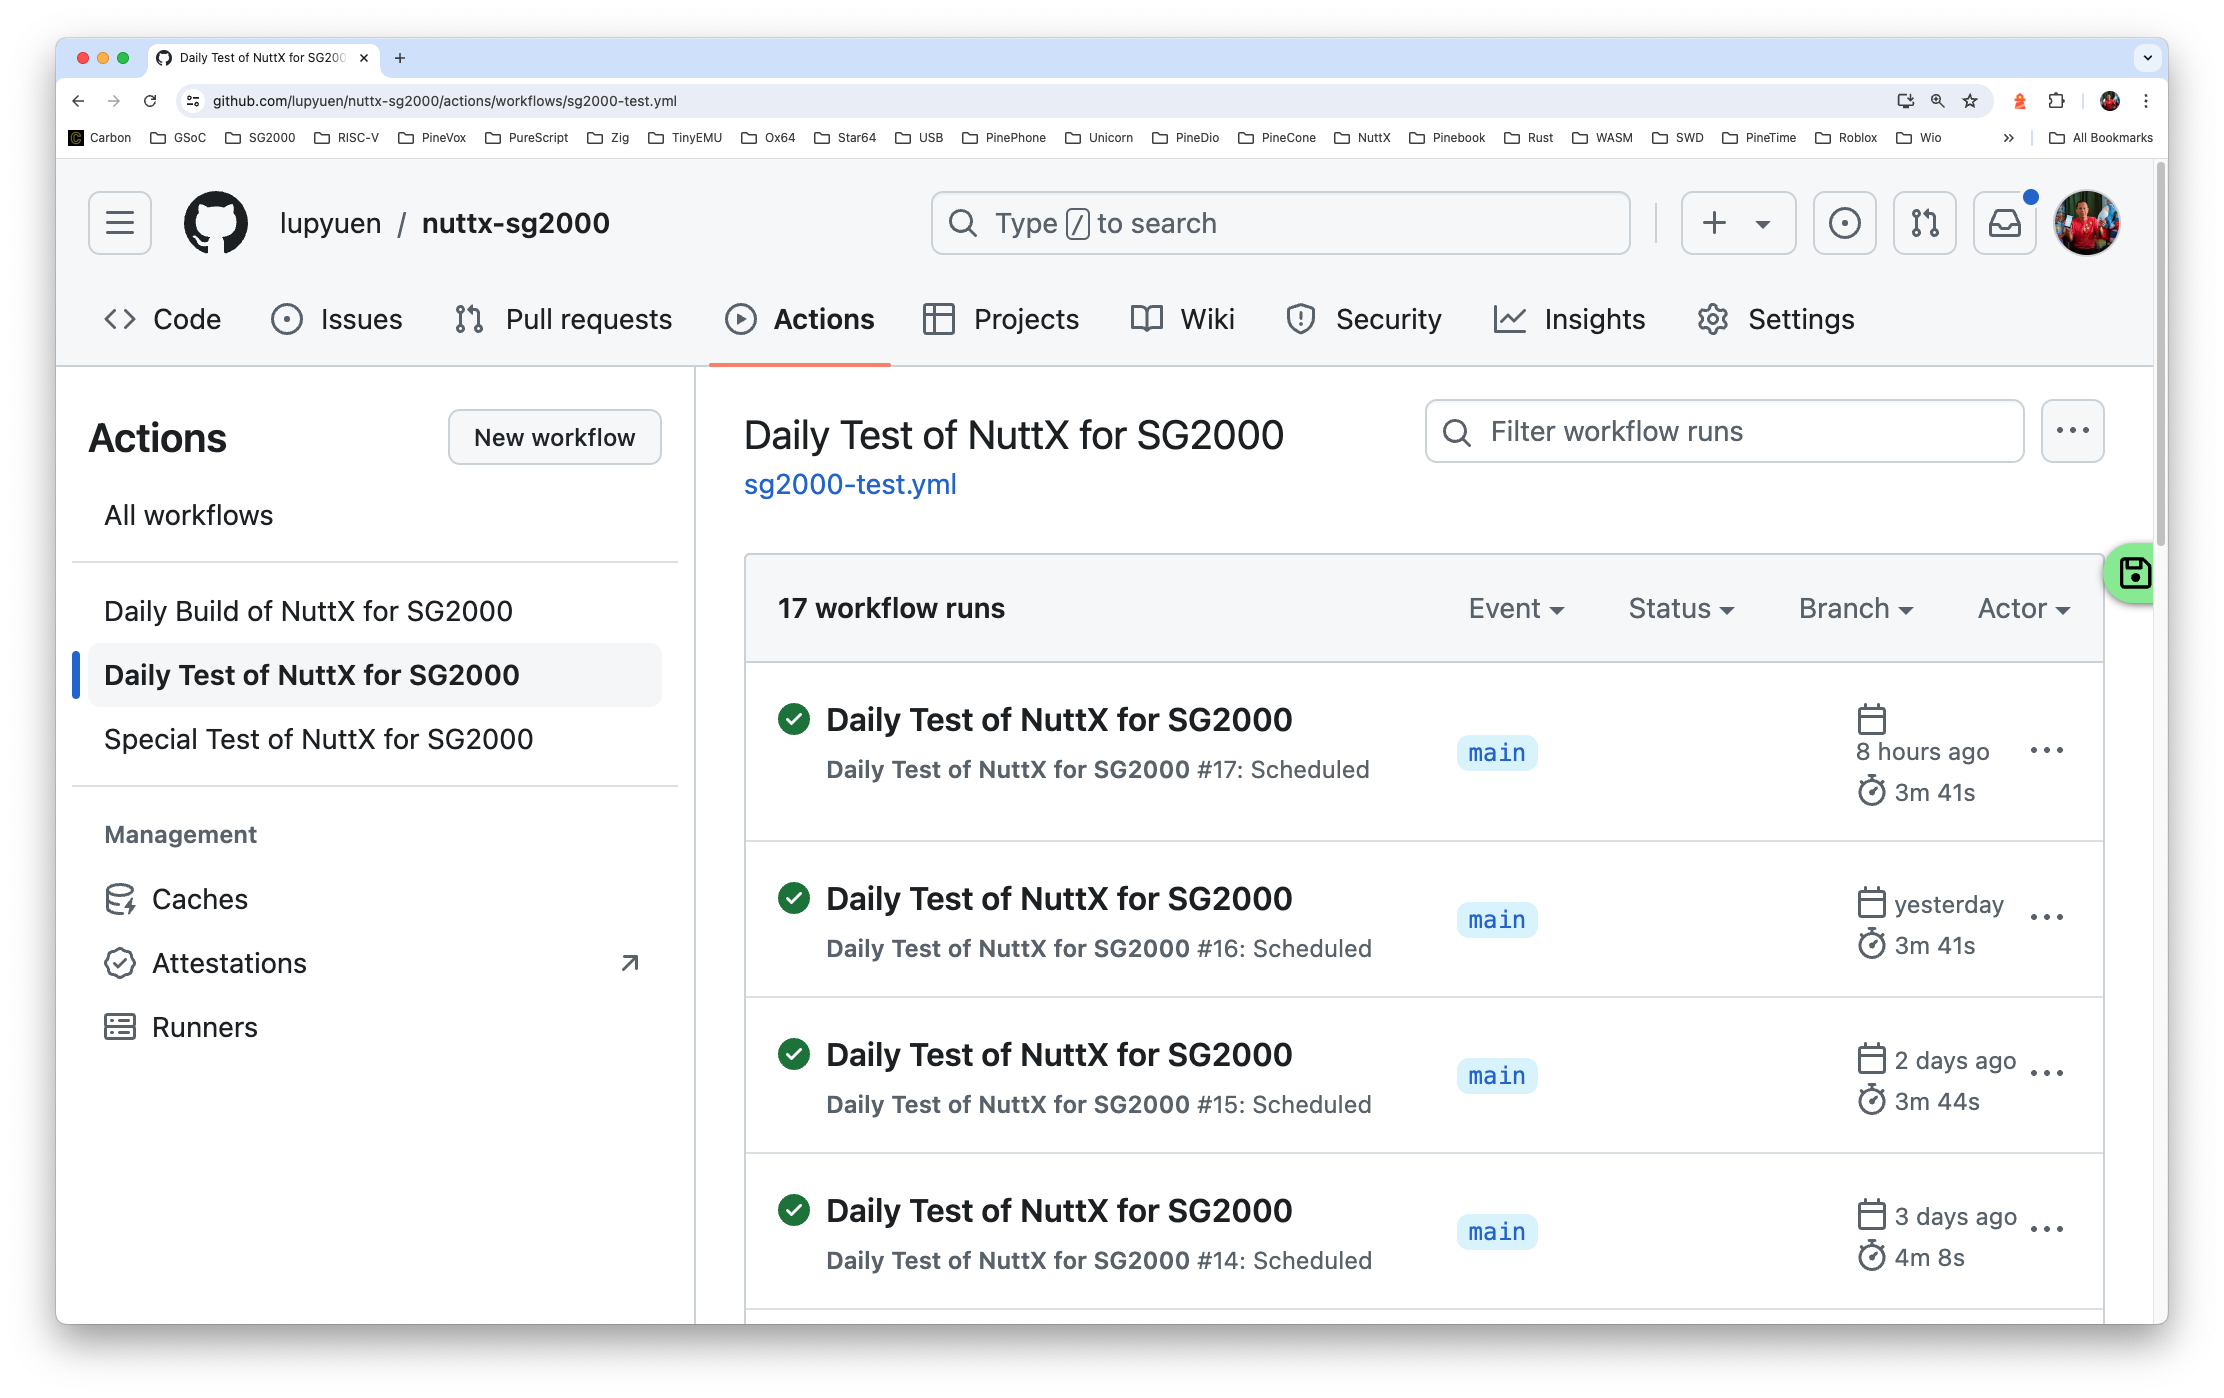 Daily Test of NuttX for SG200
github.com/lupyuen/nuttx-sg2000/actions/workflows/sg2000-test.yml
Carbon GSoC SG2000 RISC-V PineVox PureScript Zig TinyEMU Ox64 Star64 USB PinePhone Unicorn PineDio PineCone NuttX Pinebook Rust WASM SWD PineTime Roblox Wio » All Bookmarks
lupyuen / nuttx-sg2000
Type / to search
Code Issues Pull requests Actions Projects Wiki Security Insights Settings
Actions
New workflow
All workflows
Daily Build of NuttX for SG2000
Daily Test of NuttX for SG2000
Special Test of NuttX for SG2000
Management
Caches
Attestations
Runners
Daily Test of NuttX for SG2000
sg2000-test.yml
Filter workflow runs
17 workflow runs
Event Status Branch Actor
Daily Test of NuttX for SG2000
Daily Test of NuttX for SG2000 #17: Scheduled
main
8 hours ago
3m 41s
Daily Test of NuttX for SG2000
Daily Test of NuttX for SG2000 #16: Scheduled
main
yesterday
3m 41s
Daily Test of NuttX for SG2000
Daily Test of NuttX for SG2000 #15: Scheduled
main
2 days ago
3m 44s
Daily Test of NuttX for SG2000
Daily Test of NuttX for SG2000 #14: Scheduled
main
3 days ago
4m 8s